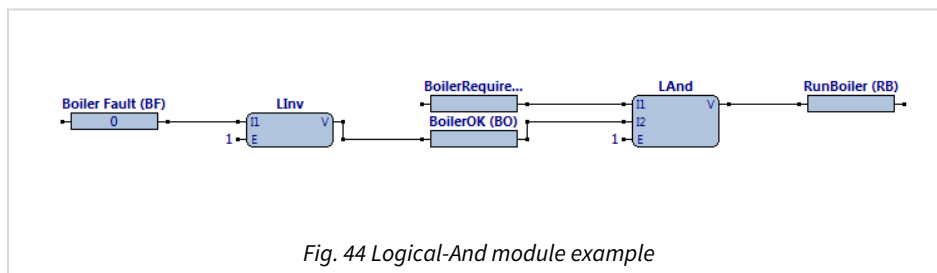 BoilerRequire...
Boiler Fault (BF)
LInv
LAnd
RunBoiler (RB)
0
I1
V
I1
V
BoilerOK (BO)
I2
1
E
1
E
Fig. 44 Logical-And module example